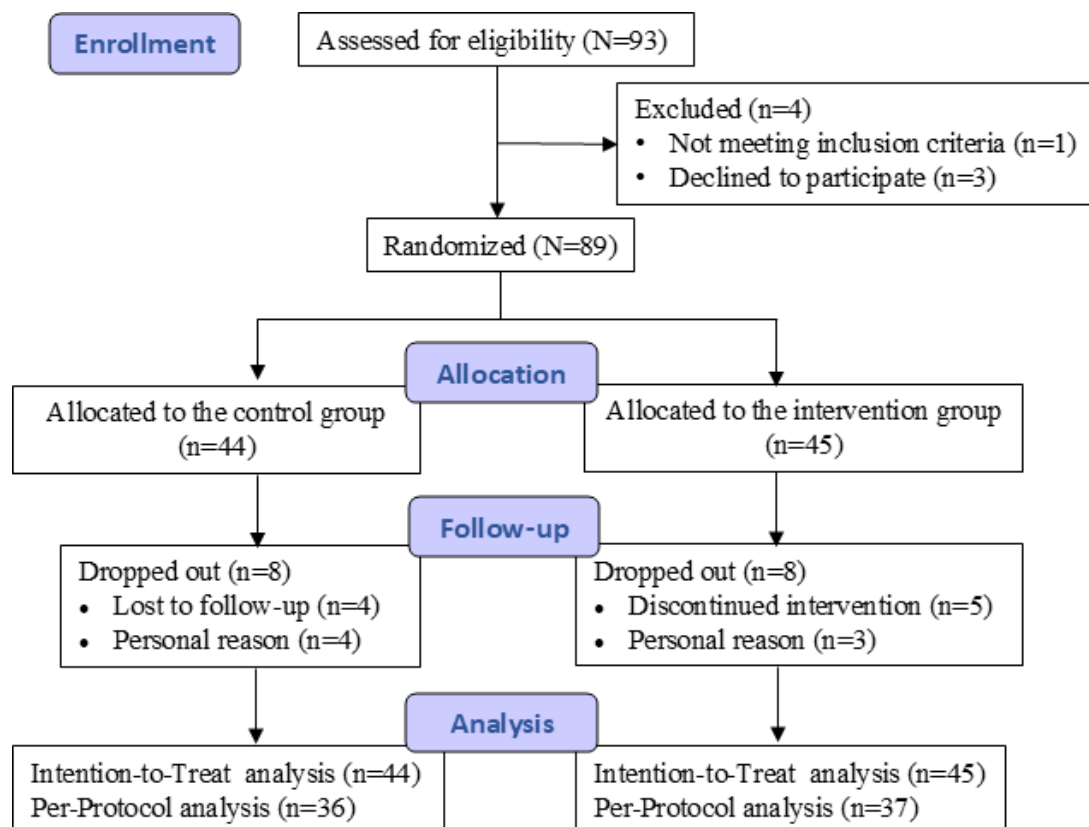 Enrollment
Assessed for eligibility (N=93)
Excluded (n=4)
• Not meeting inclusion criteria (n=1)
• Declined to participate (n=3)
Randomized (N=89)
Allocation
Allocated to the control group
(n=44)
Allocated to the intervention group
(n=45)
Follow-up
Dropped out (n=8)
• Lost to follow-up (n=4)
• Personal reason (n=4)
Dropped out (n=8)
• Discontinued intervention (n=5)
• Personal reason (n=3)
Analysis
Intention-to-Treat analysis (n=44)
Per-Protocol analysis (n=36)
Intention-to-Treat analysis (n=45)
Per-Protocol analysis (n=37)